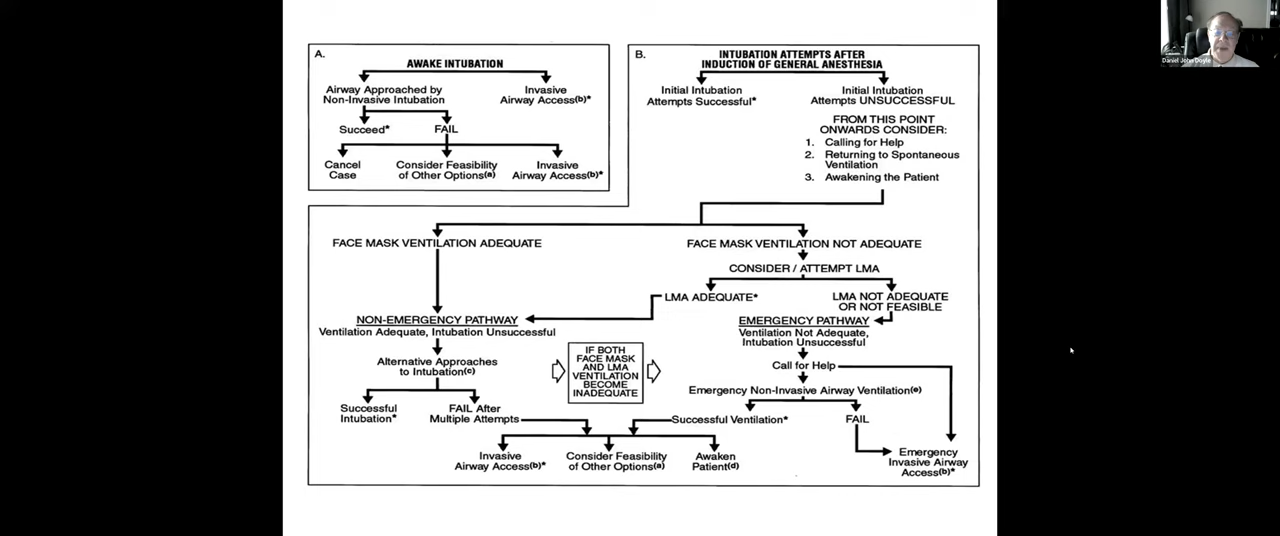 A.
AWAKE INTUBATION
Airway Approached by
Non-Invasive Intubation
Invasive
Airway Access(b)*
Succeed*
FAIL
Cancel
Case
Consider Feasibility
of Other Options(a)
Invasive
Airway Access(b)*
B.
INTUBATION ATTEMPTS AFTER
INDUCTION OF GENERAL ANESTHESIA
Initial Intubation
Attempts Successful*
Initial Intubation
Attempts UNSUCCESSFUL
FROM THIS POINT
ONWARDS CONSIDER:
1. Calling for Help
2. Returning to Spontaneous
Ventilation
3. Awakening the Patient
FACE MASK VENTILATION ADEQUATE
FACE MASK VENTILATION NOT ADEQUATE
CONSIDER / ATTEMPT LMA
LMA ADEQUATE*
LMA NOT ADEQUATE
OR NOT FEASIBLE
NON-EMERGENCY PATHWAY
Ventilation Adequate, Intubation Unsuccessful
EMERGENCY PATHWAY
Ventilation Not Adequate,
Intubation Unsuccessful
Alternative Approaches
to Intubation(c)
IF BOTH
FACE MASK
AND LMA
VENTILATION
BECOME
INADEQUATE
Call for Help
Emergency Non-Invasive Airway Ventilation(e)
Successful
Intubation*
FAIL After
Multiple Attempts
Successful Ventilation*
FAIL
Invasive
Airway Access(b)*
Consider Feasibility
of Other Options(a)
Awaken
Patient(d)
Emergency
Invasive Airway
Access(b)*
Daniel John Doyle